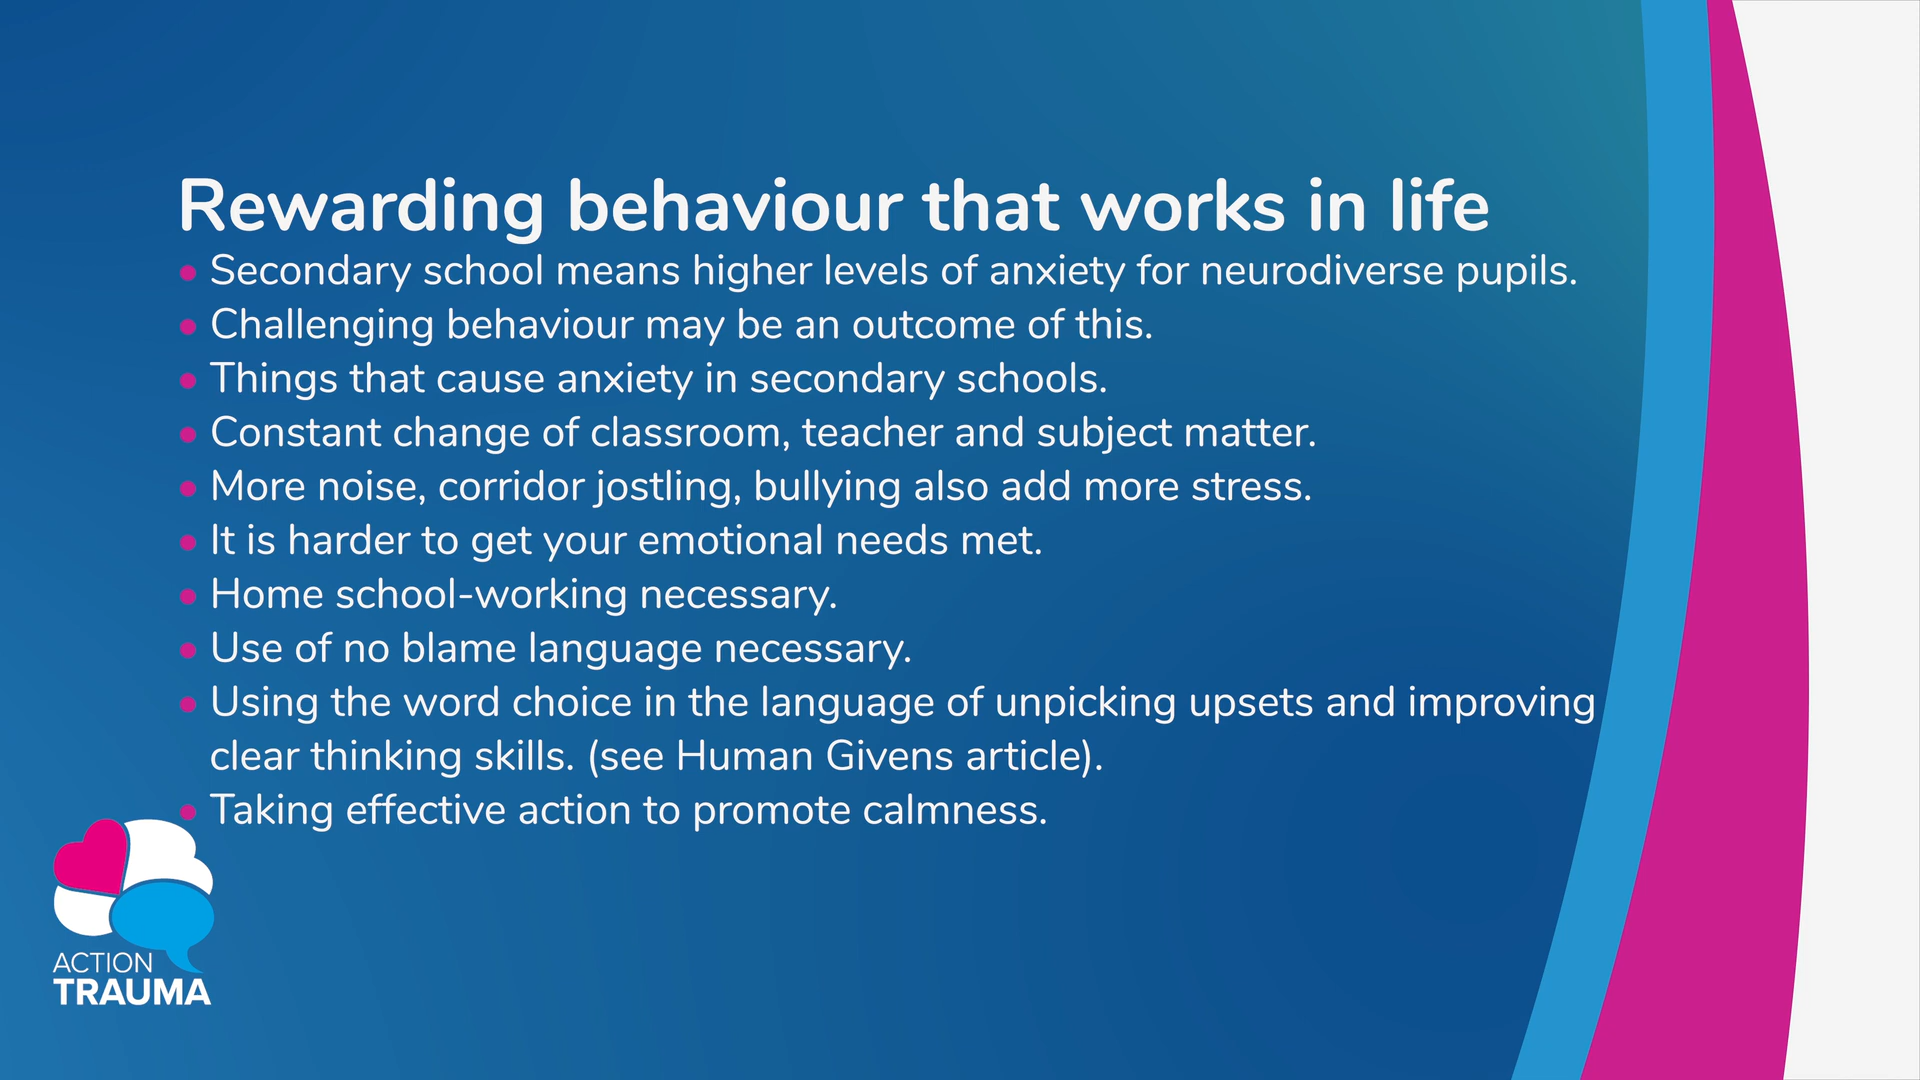 Rewarding behaviour that works in life
• Secondary school means higher levels of anxiety for neurodiverse pupils.
• Challenging behaviour may be an outcome of this.
• Things that cause anxiety in secondary schools.
• Constant change of classroom, teacher and subject matter.
• More noise, corridor jostling, bullying also add more stress.
• It is harder to get your emotional needs met.
• Home school-working necessary.
• Use of no blame language necessary.
• Using the word choice in the language of unpicking upsets and improving
clear thinking skills. (see Human Givens article).
• Taking effective action to promote calmness.
ACTION
TRAUMA